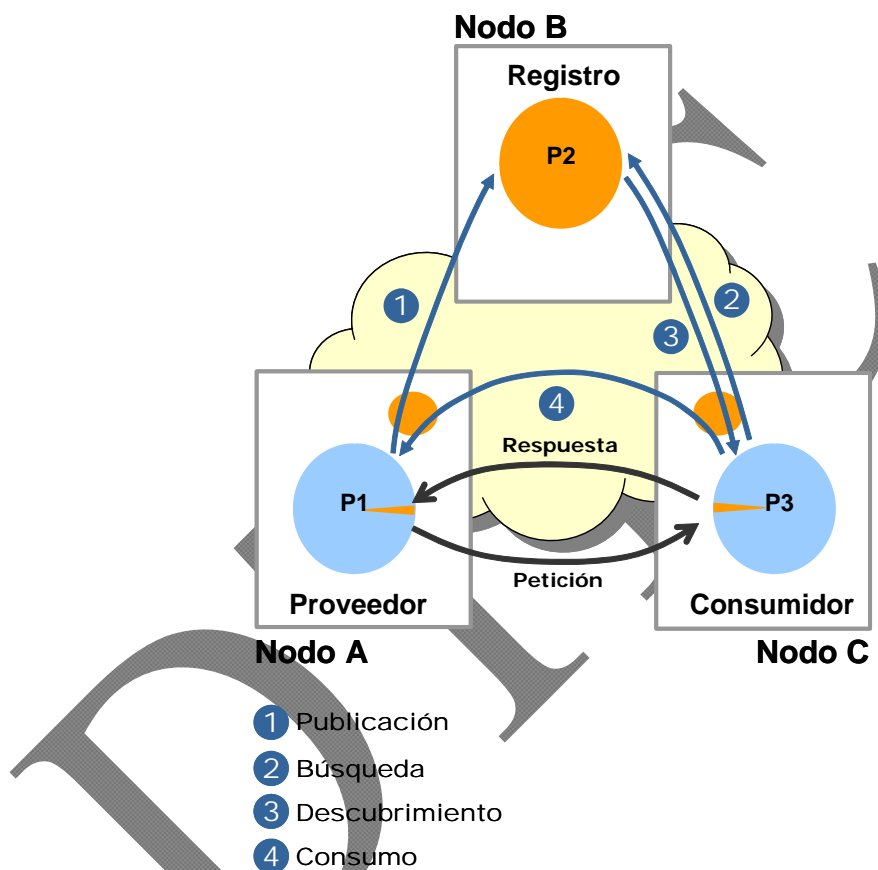 Nodo B
Registro
P2
1
2
3
4
Respuesta
P1
P3
Petición
Proveedor
Consumidor
Nodo A
Nodo C
1 Publicación
2 Búsqueda
3 Descubrimiento
4 Consumo